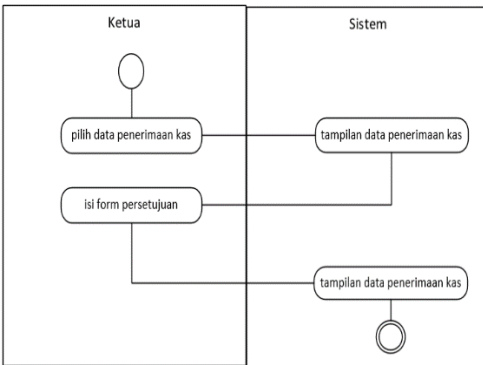 Ketua
Sistem
pilih data penerimaan kas
tampilan data penerimaan kas
isi form persetujuan
tampilan data penerimaan kas